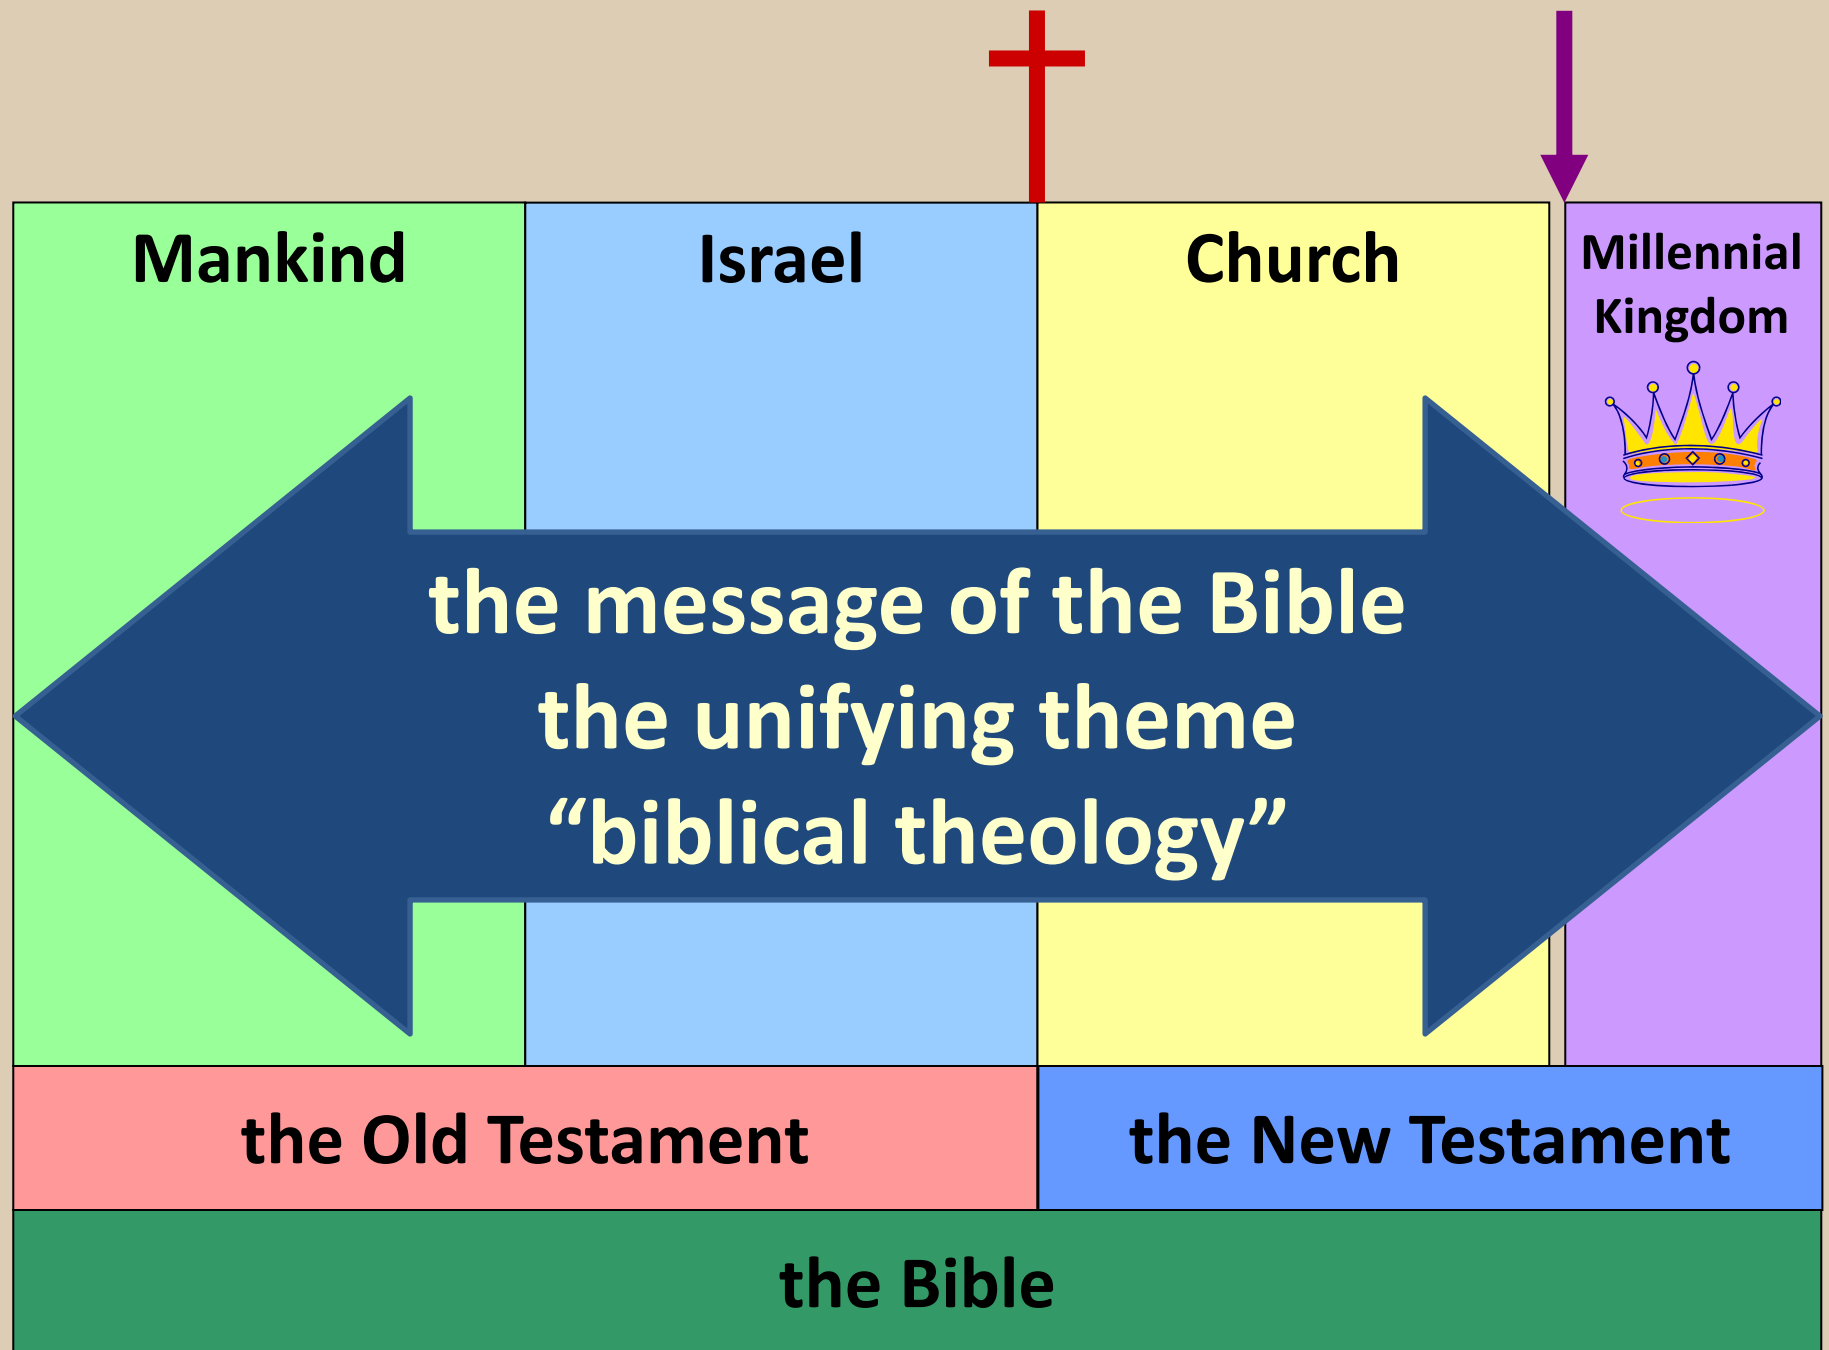 Mankind
Israel
Church
Millennial
Kingdom
the message of the Bible
the unifying theme
“biblical theology”
the Old Testament
the New Testament
the Bible